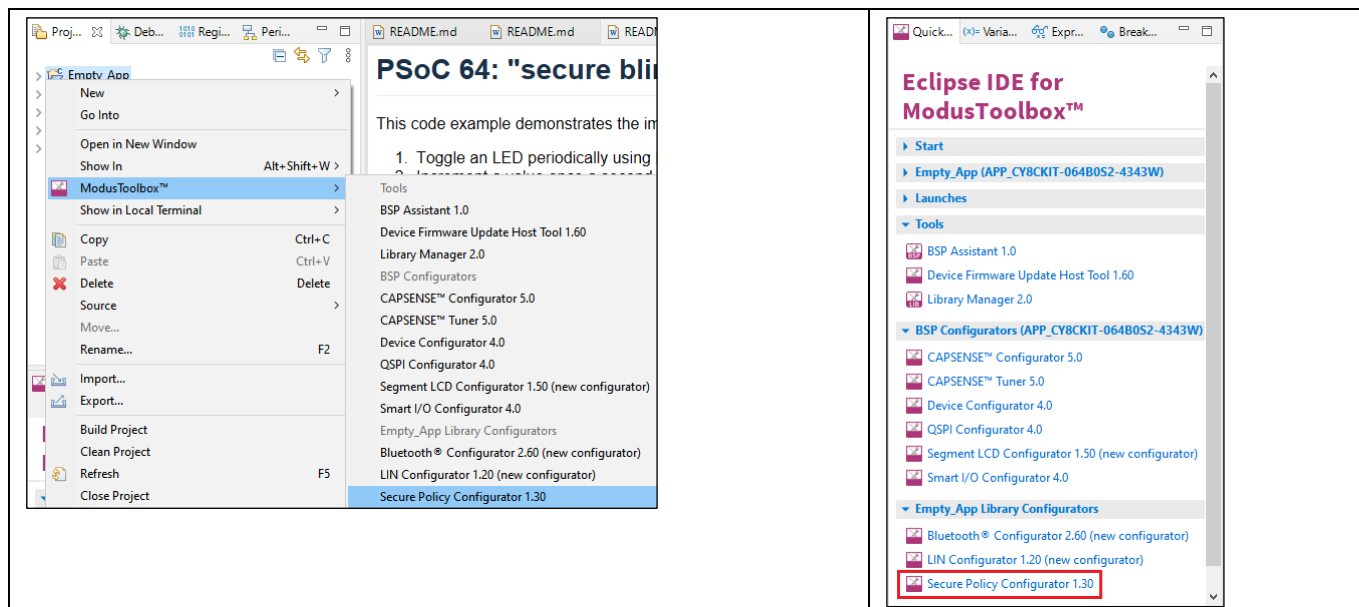 Proj... Deb... Regi... Peri...
Empty_App
New
Go Into
Open in New Window
Show In Alt+Shift+W >
ModusToolbox™
Show in Local Terminal
Copy Ctrl+C
Paste Ctrl+V
Delete Delete
Source
Move...
Rename... F2
Import...
Export...
Build Project
Clean Project
Refresh F5
Close Project
README.md README.md READ
PSoC 64: "secure bli
This code example demonstrates the im
1. Toggle an LED periodically using
2. Increment a value once a second
Tools
BSP Assistant 1.0
Device Firmware Update Host Tool 1.60
Library Manager 2.0
BSP Configurators
CAPSENSE™ Configurator 5.0
CAPSENSE™ Tuner 5.0
Device Configurator 4.0
QSPI Configurator 4.0
Segment LCD Configurator 1.50 (new configurator)
Smart I/O Configurator 4.0
Empty_App Library Configurators
Bluetooth® Configurator 2.60 (new configurator)
LIN Configurator 1.20 (new configurator)
Secure Policy Configurator 1.30
Quick... (x)= Varia... Expr... Break...
Eclipse IDE for
ModusToolbox™
Start
Empty_App (APP_CY8CKIT-064B0S2-4343W)
Launches
Tools
BSP Assistant 1.0
Device Firmware Update Host Tool 1.60
Library Manager 2.0
BSP Configurators (APP_CY8CKIT-064B0S2-4343W)
CAPSENSE™ Configurator 5.0
CAPSENSE™ Tuner 5.0
Device Configurator 4.0
QSPI Configurator 4.0
Segment LCD Configurator 1.50 (new configurator)
Smart I/O Configurator 4.0
Empty_App Library Configurators
Bluetooth® Configurator 2.60 (new configurator)
LIN Configurator 1.20 (new configurator)
Secure Policy Configurator 1.30